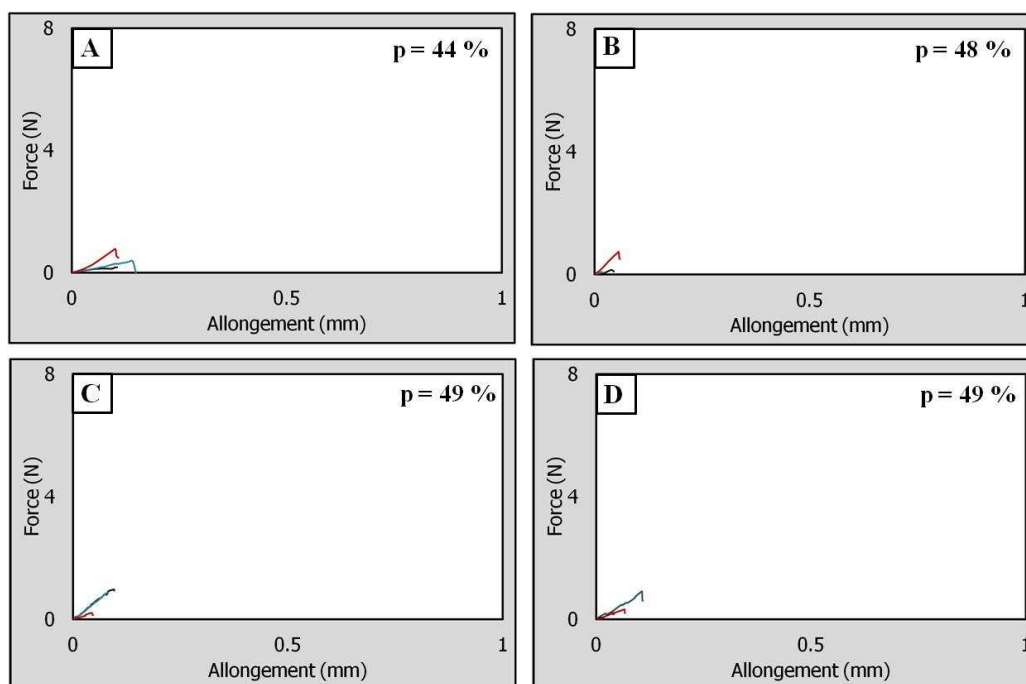 A
p = 44 %
8
4
0
Force (N)
0
0.5
1
Allongement (mm)
B
p = 48 %
8
4
0
Force (N)
0
0.5
1
Allongement (mm)
C
p = 49 %
8
4
0
Force (N)
0
0.5
1
Allongement (mm)
D
p = 49 %
8
4
0
Force (N)
0
0.5
1
Allongement (mm)